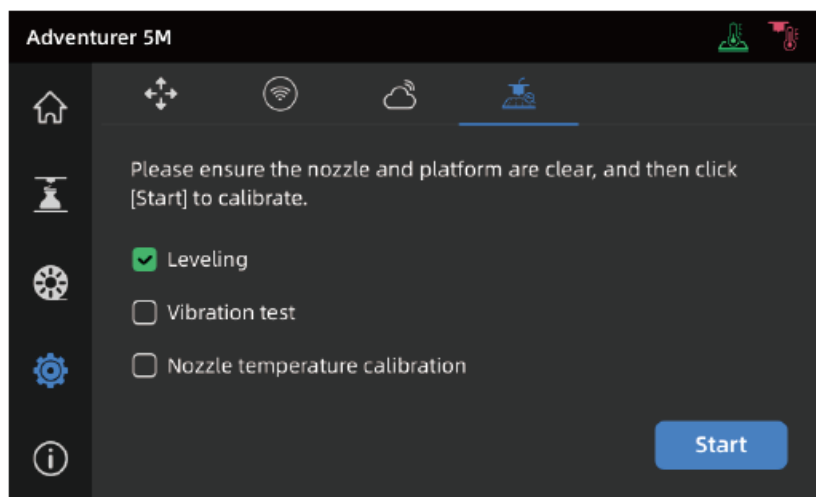 Adventurer 5M
Please ensure the nozzle and platform are clear, and then click
[Start] to calibrate.
Leveling
Vibration test
Nozzle temperature calibration
Start